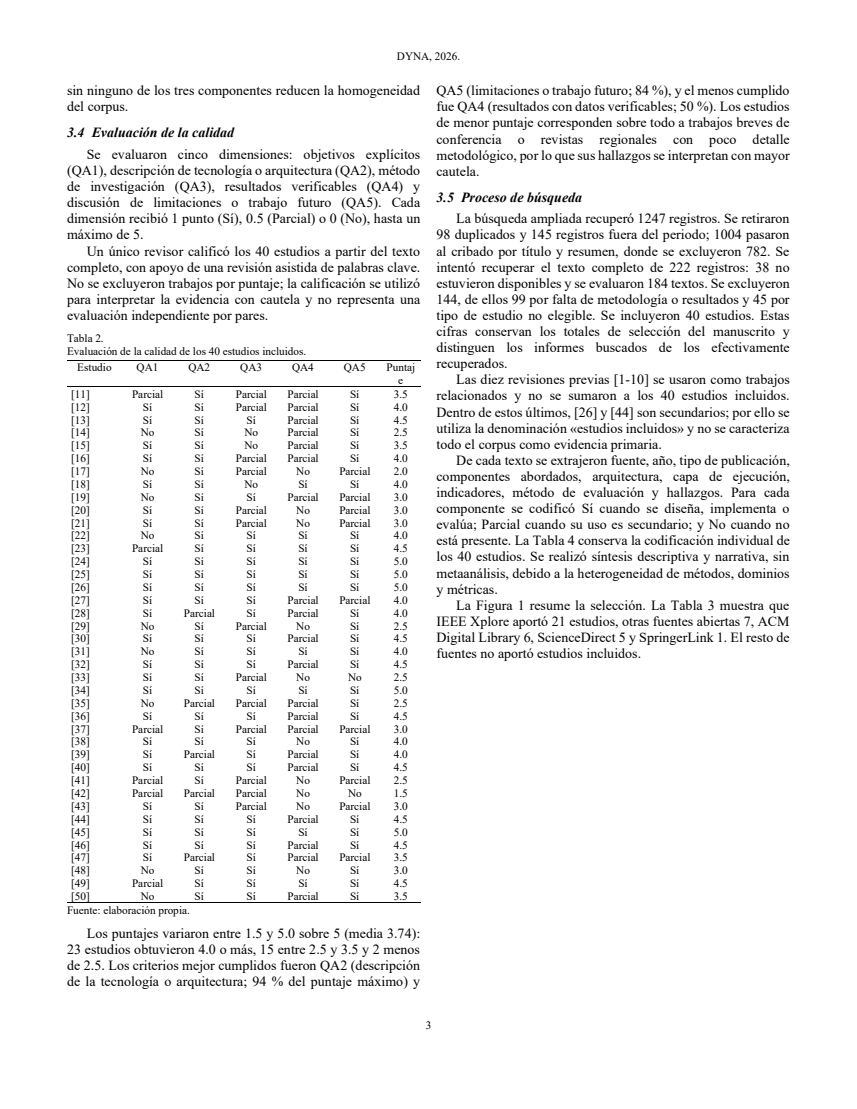 DYNA, 2026.
sin ninguno de los tres componentes reducen la homogeneidad
del corpus.
3.4 Evaluación de la calidad
Se evaluaron cinco dimensiones: objetivos explícitos
(QA1), descripción de tecnología o arquitectura (QA2), método
de investigación (QA3), resultados verificables (QA4) y
discusión de limitaciones o trabajo futuro (QA5). Cada
dimensión recibió 1 punto (Sí), 0.5 (Parcial) o 0 (No), hasta un
máximo de 5.
Un único revisor calificó los 40 estudios a partir del texto
completo, con apoyo de una revisión asistida de palabras clave.
No se excluyeron trabajos por puntaje; la calificación se utilizó
para interpretar la evidencia con cautela y no representa una
evaluación independiente por pares.
Tabla 2.
Evaluación de la calidad de los 40 estudios incluidos.
Estudio QA1 QA2 QA3 QA4 QA5 Puntaj
e
[11] Parcial Sí Parcial Parcial Sí 3.5
[12] Sí Sí Parcial Parcial Sí 4.0
[13] Sí Sí Sí Parcial Sí 4.5
[14] No Sí No Parcial Sí 2.5
[15] Sí Sí No Parcial Sí 3.5
[16] Sí Sí Parcial Parcial Sí 4.0
[17] No Sí Parcial No Parcial 2.0
[18] Sí Sí No Sí Sí 4.0
[19] No Sí Sí Parcial Parcial 3.0
[20] Sí Sí Parcial No Parcial 3.0
[21] Sí Sí Parcial No Parcial 3.0
[22] No Sí Sí Sí Sí 4.0
[23] Parcial Sí Sí Sí Sí 4.5
[24] Sí Sí Sí Sí Sí 5.0
[25] Sí Sí Sí Sí Sí 5.0
[26] Sí Sí Sí Sí Sí 5.0
[27] Sí Sí Sí Parcial Parcial 4.0
[28] Sí Parcial Sí Parcial Sí 4.0
[29] No Sí Parcial No Sí 2.5
[30] Sí Sí Sí Parcial Sí 4.5
[31] No Sí Sí Sí Sí 4.0
[32] Sí Sí Sí Parcial Sí 4.5
[33] Sí Sí Parcial No No 2.5
[34] Sí Sí Sí Sí Sí 5.0
[35] No Parcial Parcial Parcial Sí 2.5
[36] Sí Sí Sí Parcial Sí 4.5
[37] Parcial Sí Parcial Parcial Parcial 3.0
[38] Sí Sí Sí No Sí 4.0
[39] Sí Parcial Sí Parcial Sí 4.0
[40] Sí Sí Sí Parcial Sí 4.5
[41] Parcial Sí Parcial No Parcial 2.5
[42] Parcial Parcial Parcial No No 1.5
[43] Sí Sí Parcial No Parcial 3.0
[44] Sí Sí Sí Parcial Sí 4.5
[45] Sí Sí Sí Sí Sí 5.0
[46] Sí Sí Sí Parcial Sí 4.5
[47] Sí Parcial Sí Parcial Parcial 3.5
[48] No Sí Sí No Sí 3.0
[49] Parcial Sí Sí Sí Sí 4.5
[50] No Sí Sí Parcial Sí 3.5
Fuente: elaboración propia.
Los puntajes variaron entre 1.5 y 5.0 sobre 5 (media 3.74):
23 estudios obtuvieron 4.0 o más, 15 entre 2.5 y 3.5 y 2 menos
de 2.5. Los criterios mejor cumplidos fueron QA2 (descripción
de la tecnología o arquitectura; 94 % del puntaje máximo) y
QA5 (limitaciones o trabajo futuro; 84 %), y el menos cumplido
fue QA4 (resultados con datos verificables; 50 %). Los estudios
de menor puntaje corresponden sobre todo a trabajos breves de
conferencia o revistas regionales con poco detalle
metodológico, por lo que sus hallazgos se interpretan con mayor
cautela.
3.5 Proceso de búsqueda
La búsqueda ampliada recuperó 1247 registros. Se retiraron
98 duplicados y 145 registros fuera del periodo; 1004 pasaron
al cribado por título y resumen, donde se excluyeron 782. Se
intentó recuperar el texto completo de 222 registros: 38 no
estuvieron disponibles y se evaluaron 184 textos. Se excluyeron
144, de ellos 99 por falta de metodología o resultados y 45 por
tipo de estudio no elegible. Se incluyeron 40 estudios. Estas
cifras conservan los totales de selección del manuscrito y
distinguen los informes buscados de los efectivamente
recuperados.
Las diez revisiones previas [1-10] se usaron como trabajos
relacionados y no se sumaron a los 40 estudios incluidos.
Dentro de estos últimos, [26] y [44] son secundarios; por ello se
utiliza la denominación «estudios incluidos» y no se caracteriza
todo el corpus como evidencia primaria.
De cada texto se extrajeron fuente, año, tipo de publicación,
componentes abordados, arquitectura, capa de ejecución,
indicadores, método de evaluación y hallazgos. Para cada
componente se codificó Sí cuando se diseña, implementa o
evalúa; Parcial cuando su uso es secundario; y No cuando no
está presente. La Tabla 4 conserva la codificación individual de
los 40 estudios. Se realizó síntesis descriptiva y narrativa, sin
metaanálisis, debido a la heterogeneidad de métodos, dominios
y métricas.
La Figura 1 resume la selección. La Tabla 3 muestra que
IEEE Xplore aportó 21 estudios, otras fuentes abiertas 7, ACM
Digital Library 6, ScienceDirect 5 y SpringerLink 1. El resto de
fuentes no aportó estudios incluidos.
3